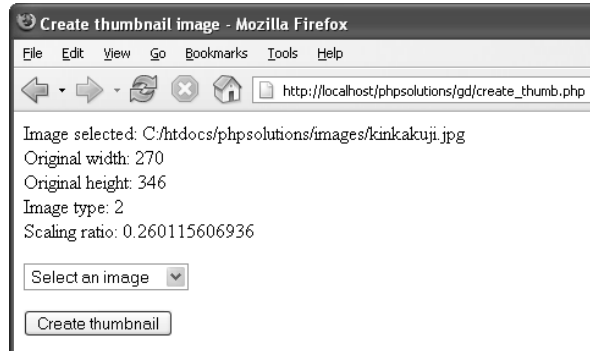 Create thumbnail image - Mozilla Firefox
File Edit View Go Bookmarks Tools Help
http://localhost/phpsolutions/gd/create_thumb.php
Image selected: C:/htdocs/phpsolutions/images/kinkakuji.jpg
Original width: 270
Original height: 346
Image type: 2
Scaling ratio: 0.260115606936
Select an image
Create thumbnail